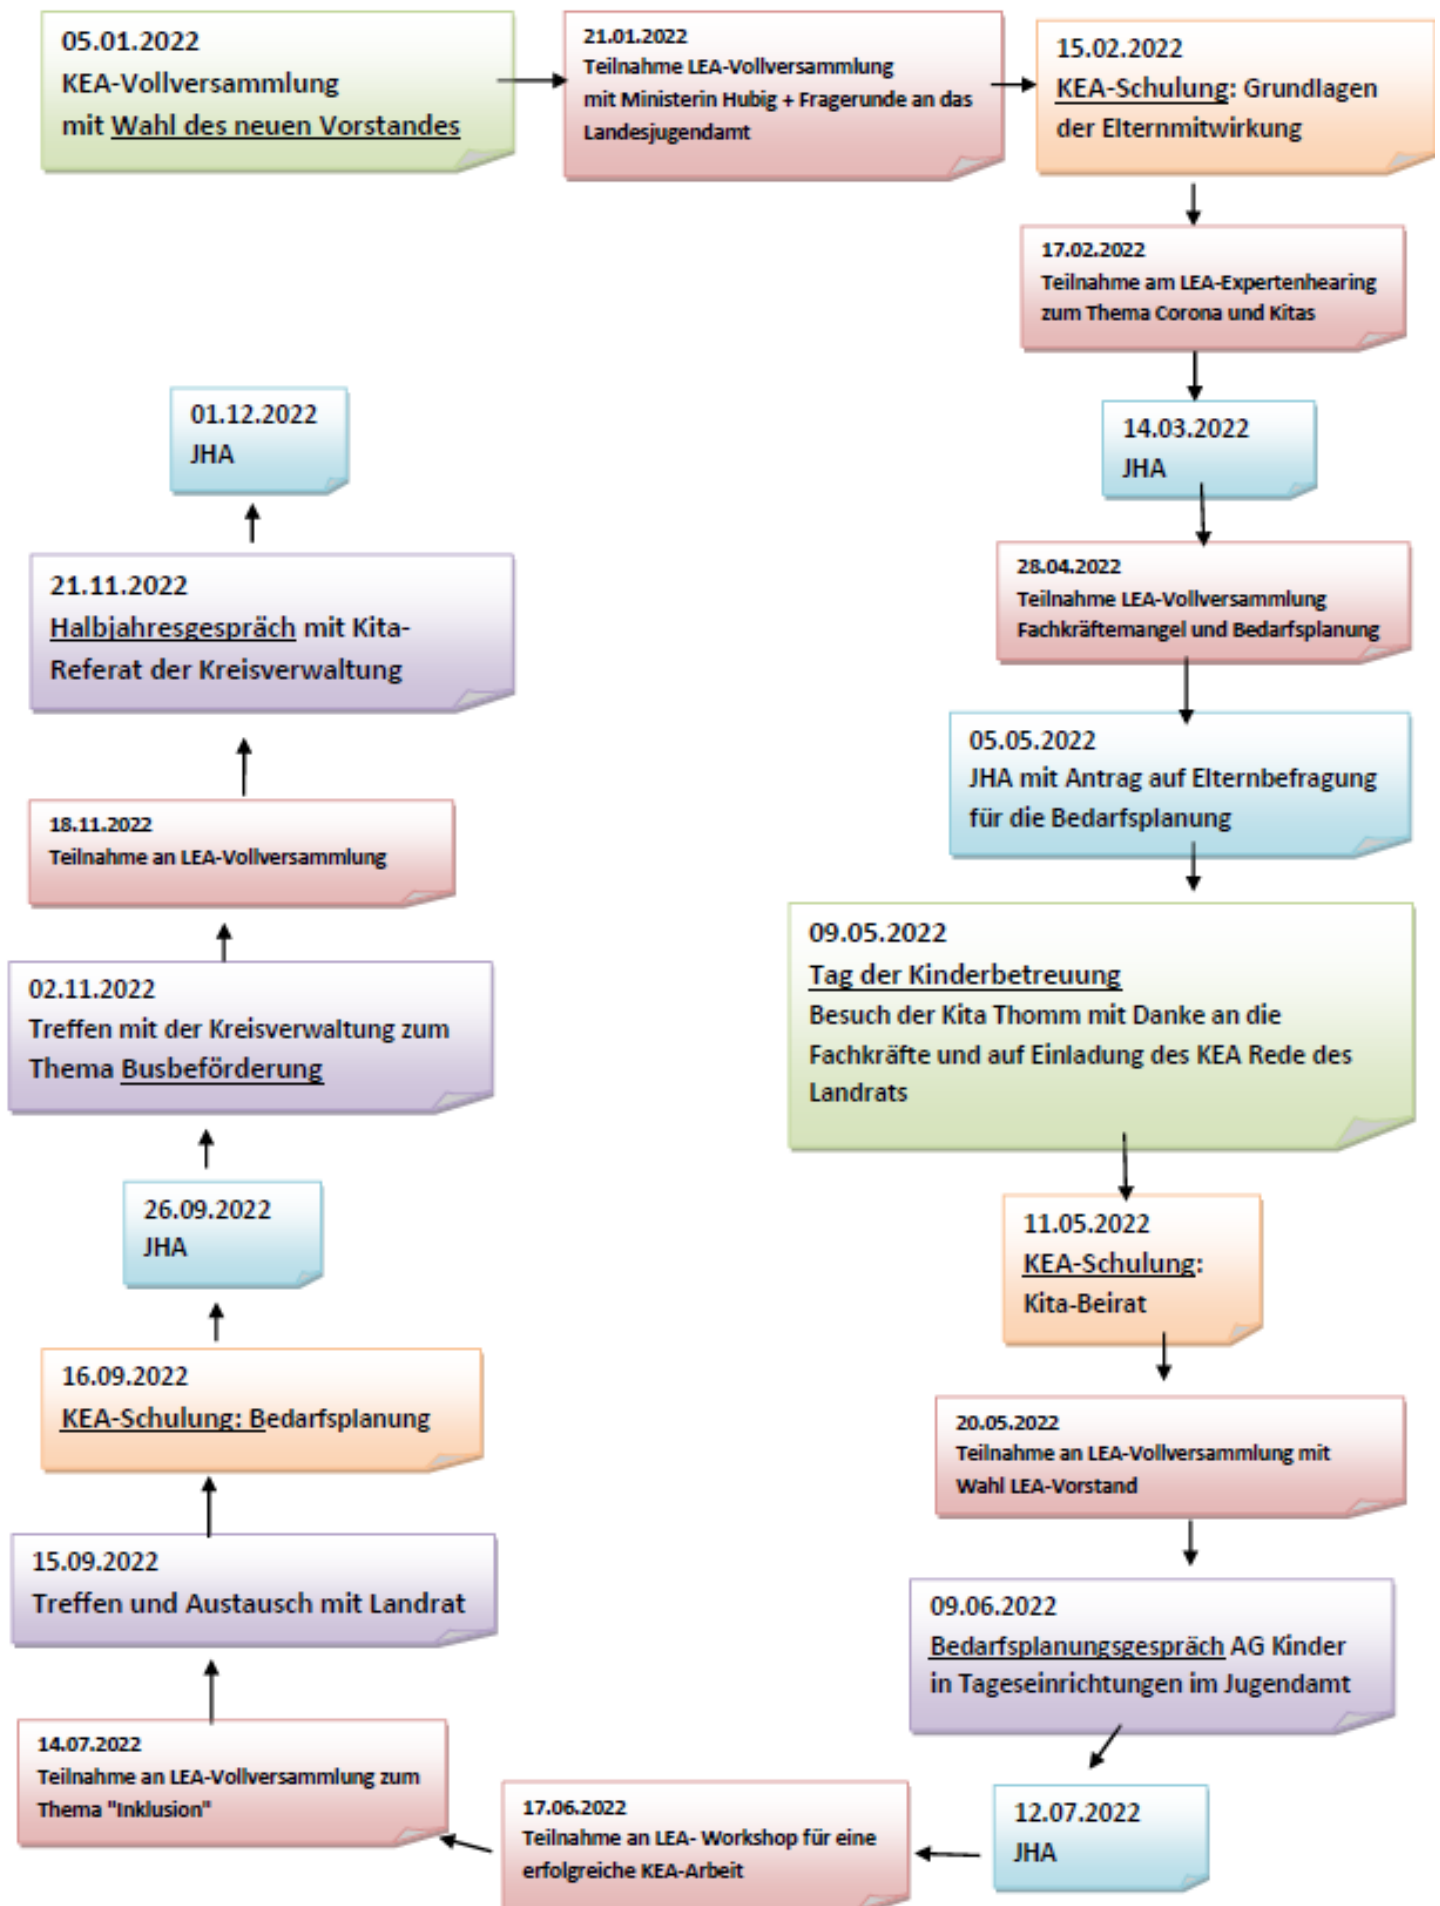 05.01.2022
KEA-Vollversammlung
mit Wahl des neuen Vorstandes
21.01.2022
Teilnahme LEA-Vollversammlung
mit Ministerin Hubig + Fragerunde an das
Landesjugendamt
15.02.2022
KEA-Schulung: Grundlagen
der Elternmitwirkung
17.02.2022
Teilnahme am LEA-Expertenhearing
zum Thema Corona und Kitas
14.03.2022
JHA
28.04.2022
Teilnahme LEA-Vollversammlung
Fachkräftemangel und Bedarfsplanung
05.05.2022
JHA mit Antrag auf Elternbefragung
für die Bedarfsplanung
09.05.2022
Tag der Kinderbetreuung
Besuch der Kita Thomm mit Danke an die
Fachkräfte und auf Einladung des KEA Rede des
Landrats
11.05.2022
KEA-Schulung:
Kita-Beirat
20.05.2022
Teilnahme an LEA-Vollversammlung mit
Wahl LEA-Vorstand
09.06.2022
Bedarfsplanungsgespräch AG Kinder
in Tageseinrichtungen im Jugendamt
12.07.2022
JHA
17.06.2022
Teilnahme an LEA- Workshop für eine
erfolgreiche KEA-Arbeit
14.07.2022
Teilnahme an LEA-Vollversammlung zum
Thema "Inklusion"
15.09.2022
Treffen und Austausch mit Landrat
16.09.2022
KEA-Schulung: Bedarfsplanung
26.09.2022
JHA
02.11.2022
Treffen mit der Kreisverwaltung zum
Thema Busbeförderung
18.11.2022
Teilnahme an LEA-Vollversammlung
21.11.2022
Halbjahresgespräch mit Kita-
Referat der Kreisverwaltung
01.12.2022
JHA